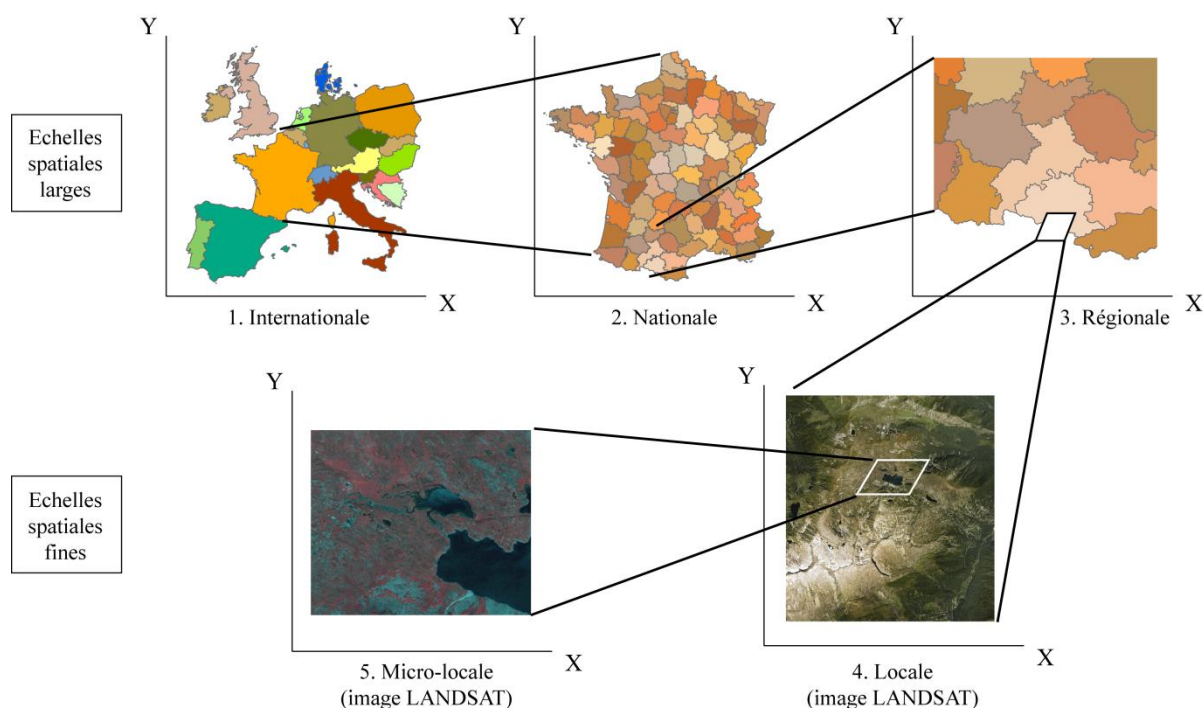 Y
Y
Y
Echelles
spatiales
larges
X
X
X
1. Internationale
2. Nationale
3. Régionale
Y
Y
Echelles
spatiales
fines
X
X
5. Micro-locale
(image LANDSAT)
4. Locale
(image LANDSAT)